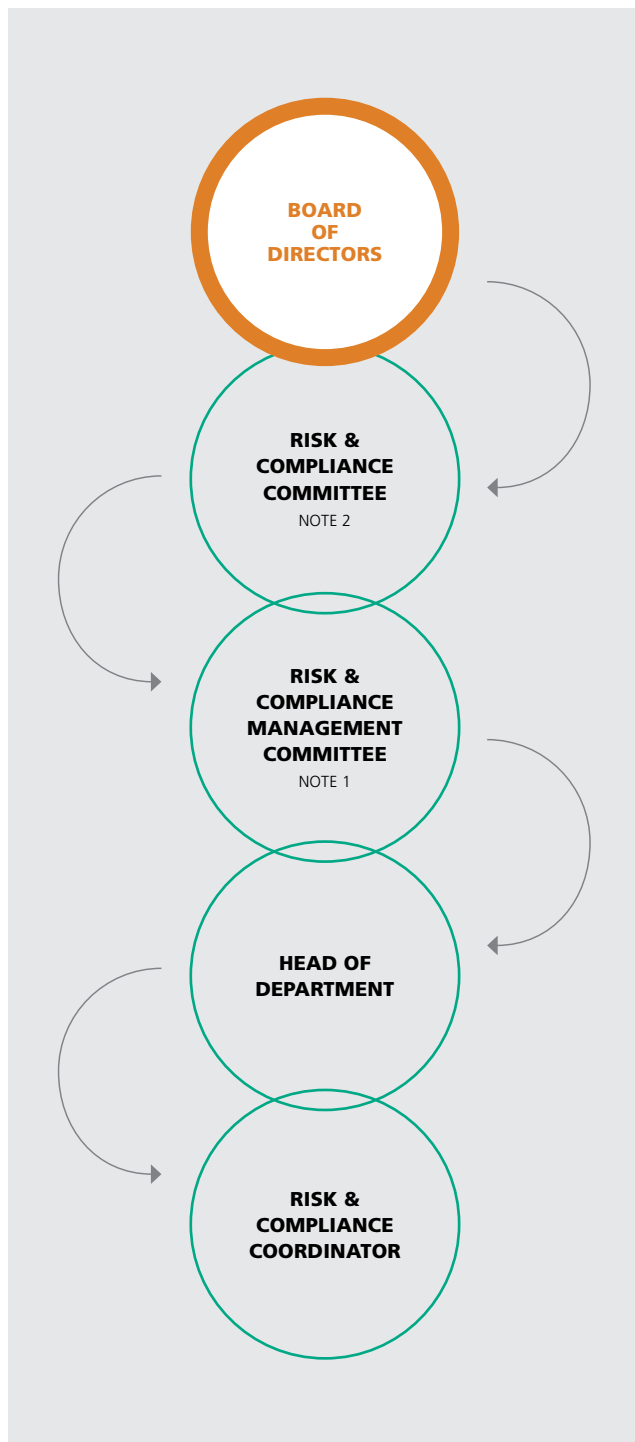 BOARD
OF
DIRECTORS
RISK &
COMPLIANCE
COMMITTEE
NOTE 2
RISK &
COMPLIANCE
MANAGEMENT
COMMITTEE
NOTE 1
HEAD OF
DEPARTMENT
RISK &
COMPLIANCE
COORDINATOR